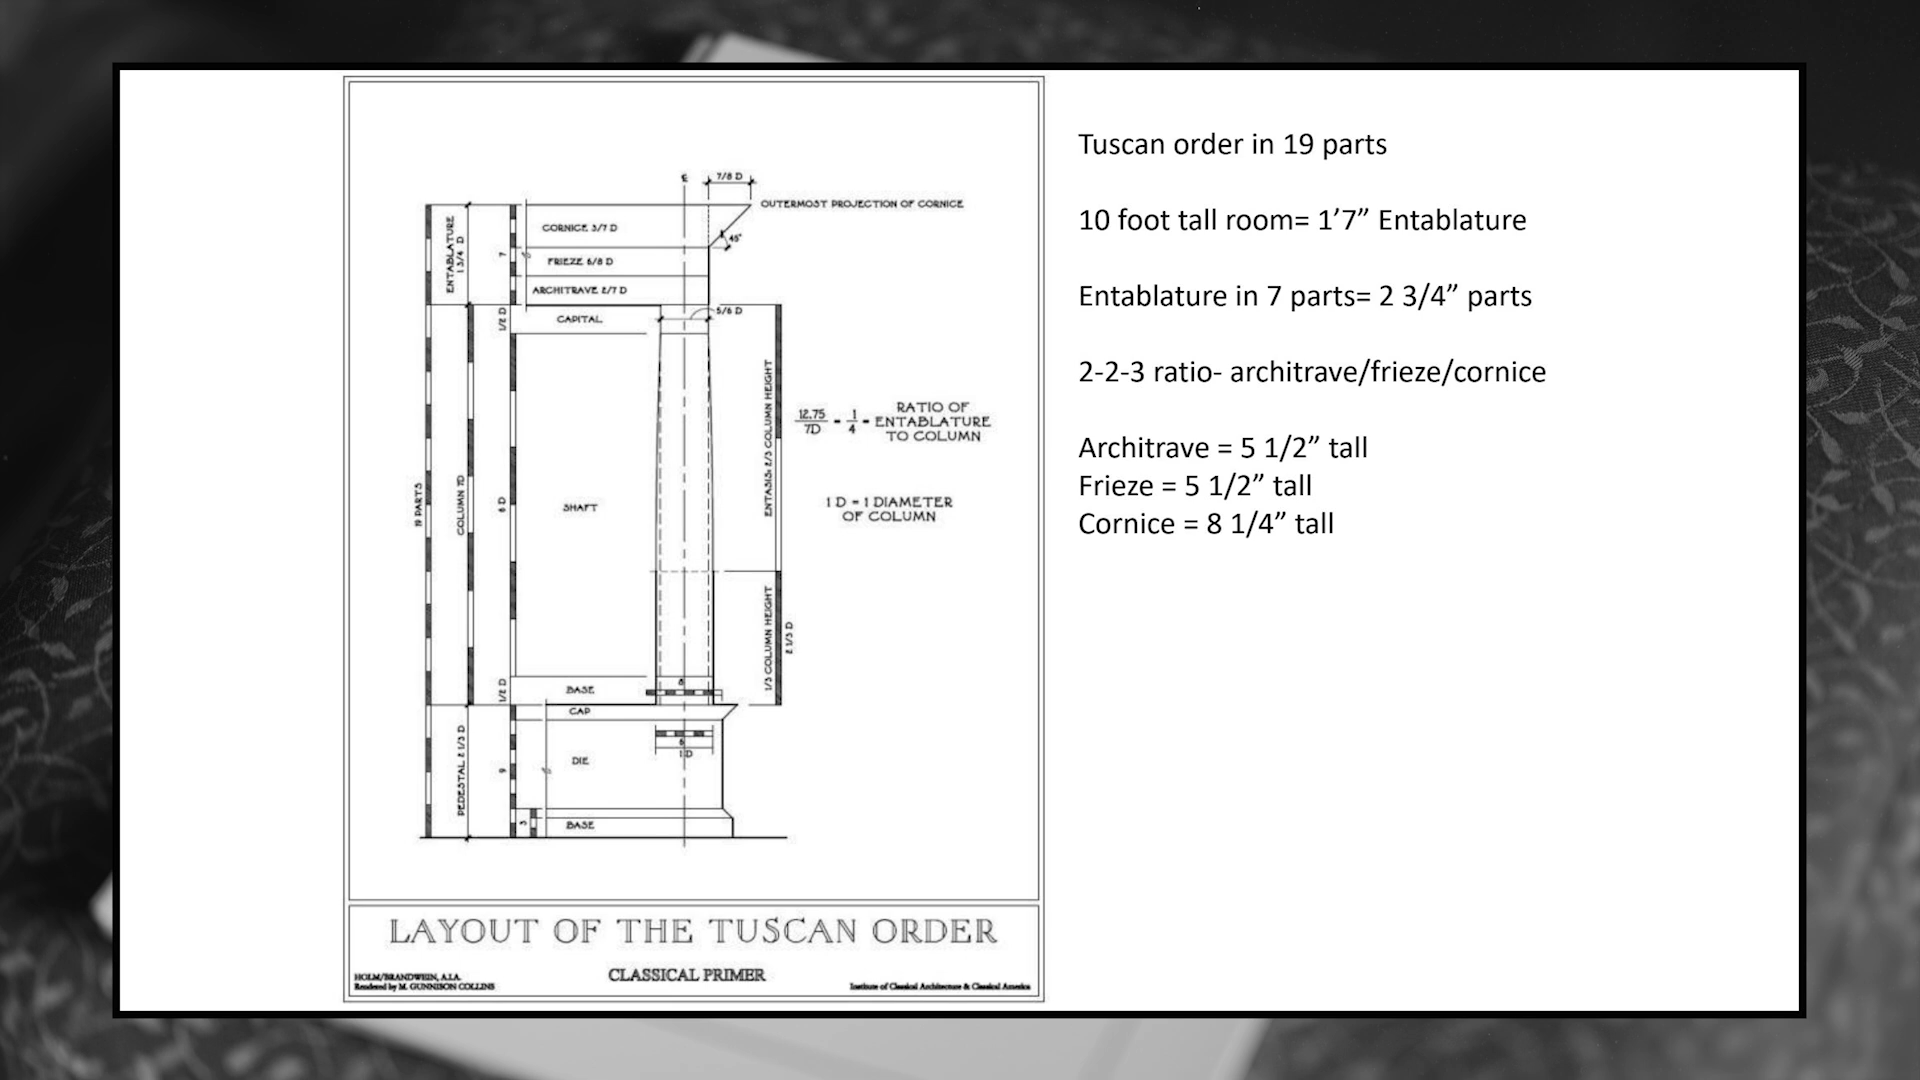 Tuscan order in 19 parts
10 foot tall room= 1’7” Entablature
Entablature in 7 parts= 2 3/4” parts
2-2-3 ratio- architrave/frieze/cornice
Architrave = 5 1/2” tall
Frieze = 5 1/2” tall
Cornice = 8 1/4” tall
7/8 D
OUTERMOST PROJECTION OF CORNICE
ENTABLATURE
1 3/4 D
7
CORNICE 3/7 D
45°
FRIEZE 6/8 D
ARCHITRAVE 2/7 D
1/2 D
CAPITAL
5/6 D
19 PARTS
COLUMN 7D
6 D
SHAFT
ENTASIS: 2/3 COLUMN HEIGHT
12.75
7D
- 1
4
- RATIO OF
ENTABLATURE
TO COLUMN
1 D = 1 DIAMETER
OF COLUMN
1/3 COLUMN HEIGHT
2 1/3 D
1/2 D
BASE
8
CAP
6
1D
PEDESTAL 2 1/3 D
9
DIE
3
BASE
LAYOUT OF THE TUSCAN ORDER
CLASSICAL PRIMER
HOLM/BRANDWEIN, A.I.A.
Rendered by M. GUNNISON COLLINS
Institute of Classical Architecture & Classical America